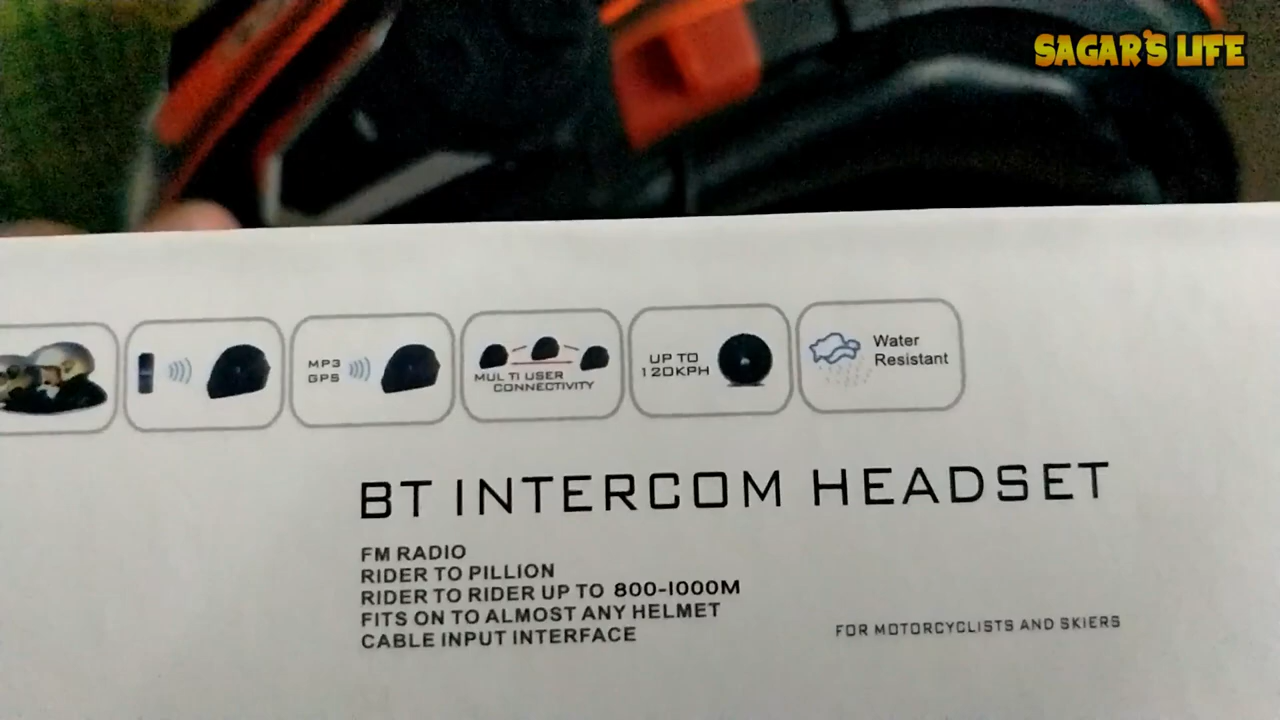 SAGAR'S LIFE
MP3
GPS
MULTI USER
CONNECTIVITY
UP TO
120KPH
Water
Resistant
BT INTERCOM HEADSET
FM RADIO
RIDER TO PILLION
RIDER TO RIDER UP TO 800-1000M
FITS ON TO ALMOST ANY HELMET
CABLE INPUT INTERFACE
FOR MOTORCYCLISTS AND SKIERS